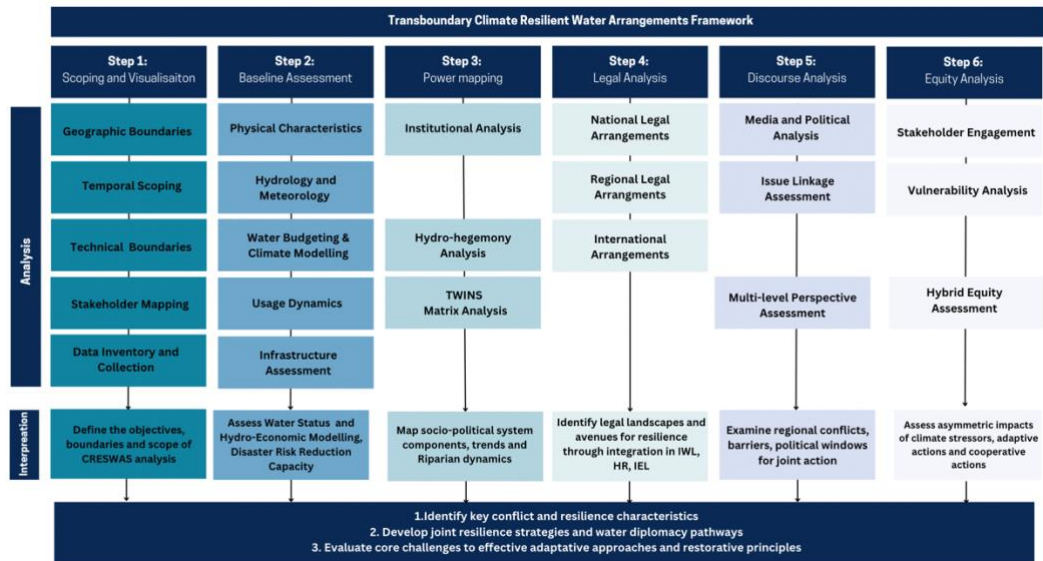 Transboundary Climate Resilient Water Arrangements Framework
Step 1:
Scoping and Visualisaiton
Step 2:
Baseline Assessment
Step 3:
Power mapping
Step 4:
Legal Analysis
Step 5:
Discourse Analysis
Step 6:
Equity Analysis
Analysis
Geographic Boundaries
Temporal Scoping
Technical Boundaries
Stakeholder Mapping
Data Inventory and
Collection
Physical Characteristics
Hydrology and
Meteorology
Water Budgeting &
Climate Modelling
Usage Dynamics
Infrastructure
Assessment
Institutional Analysis
Hydro-hegemony
Analysis
TWINS
Matrix Analysis
National Legal
Arrangements
Regional Legal
Arrangments
International
Arrangements
Media and Political
Analysis
Issue Linkage
Assessment
Multi-level Perspective
Assessment
Stakeholder Engagement
Vulnerability Analysis
Hybrid Equity
Assessment
Interpreation
Define the objectives,
boundaries and scope of
CRESWAS analysis
Assess Water Status and
Hydro-Economic Modelling,
Disaster Risk Reduction
Capacity
Map socio-political system
components, trends and
Riparian dynamics
Identify legal landscapes and
avenues for resilience
through integration in IWL,
HR, IEL
Examine regional conflicts,
barriers, political windows
for joint action
Assess asymmetric impacts
of climate stressors, adaptive
actions and cooperative
actions
1.Identify key conflict and resilience characteristics
2. Develop joint resilience strategies and water diplomacy pathways
3. Evaluate core challenges to effective adaptative approaches and restorative principles